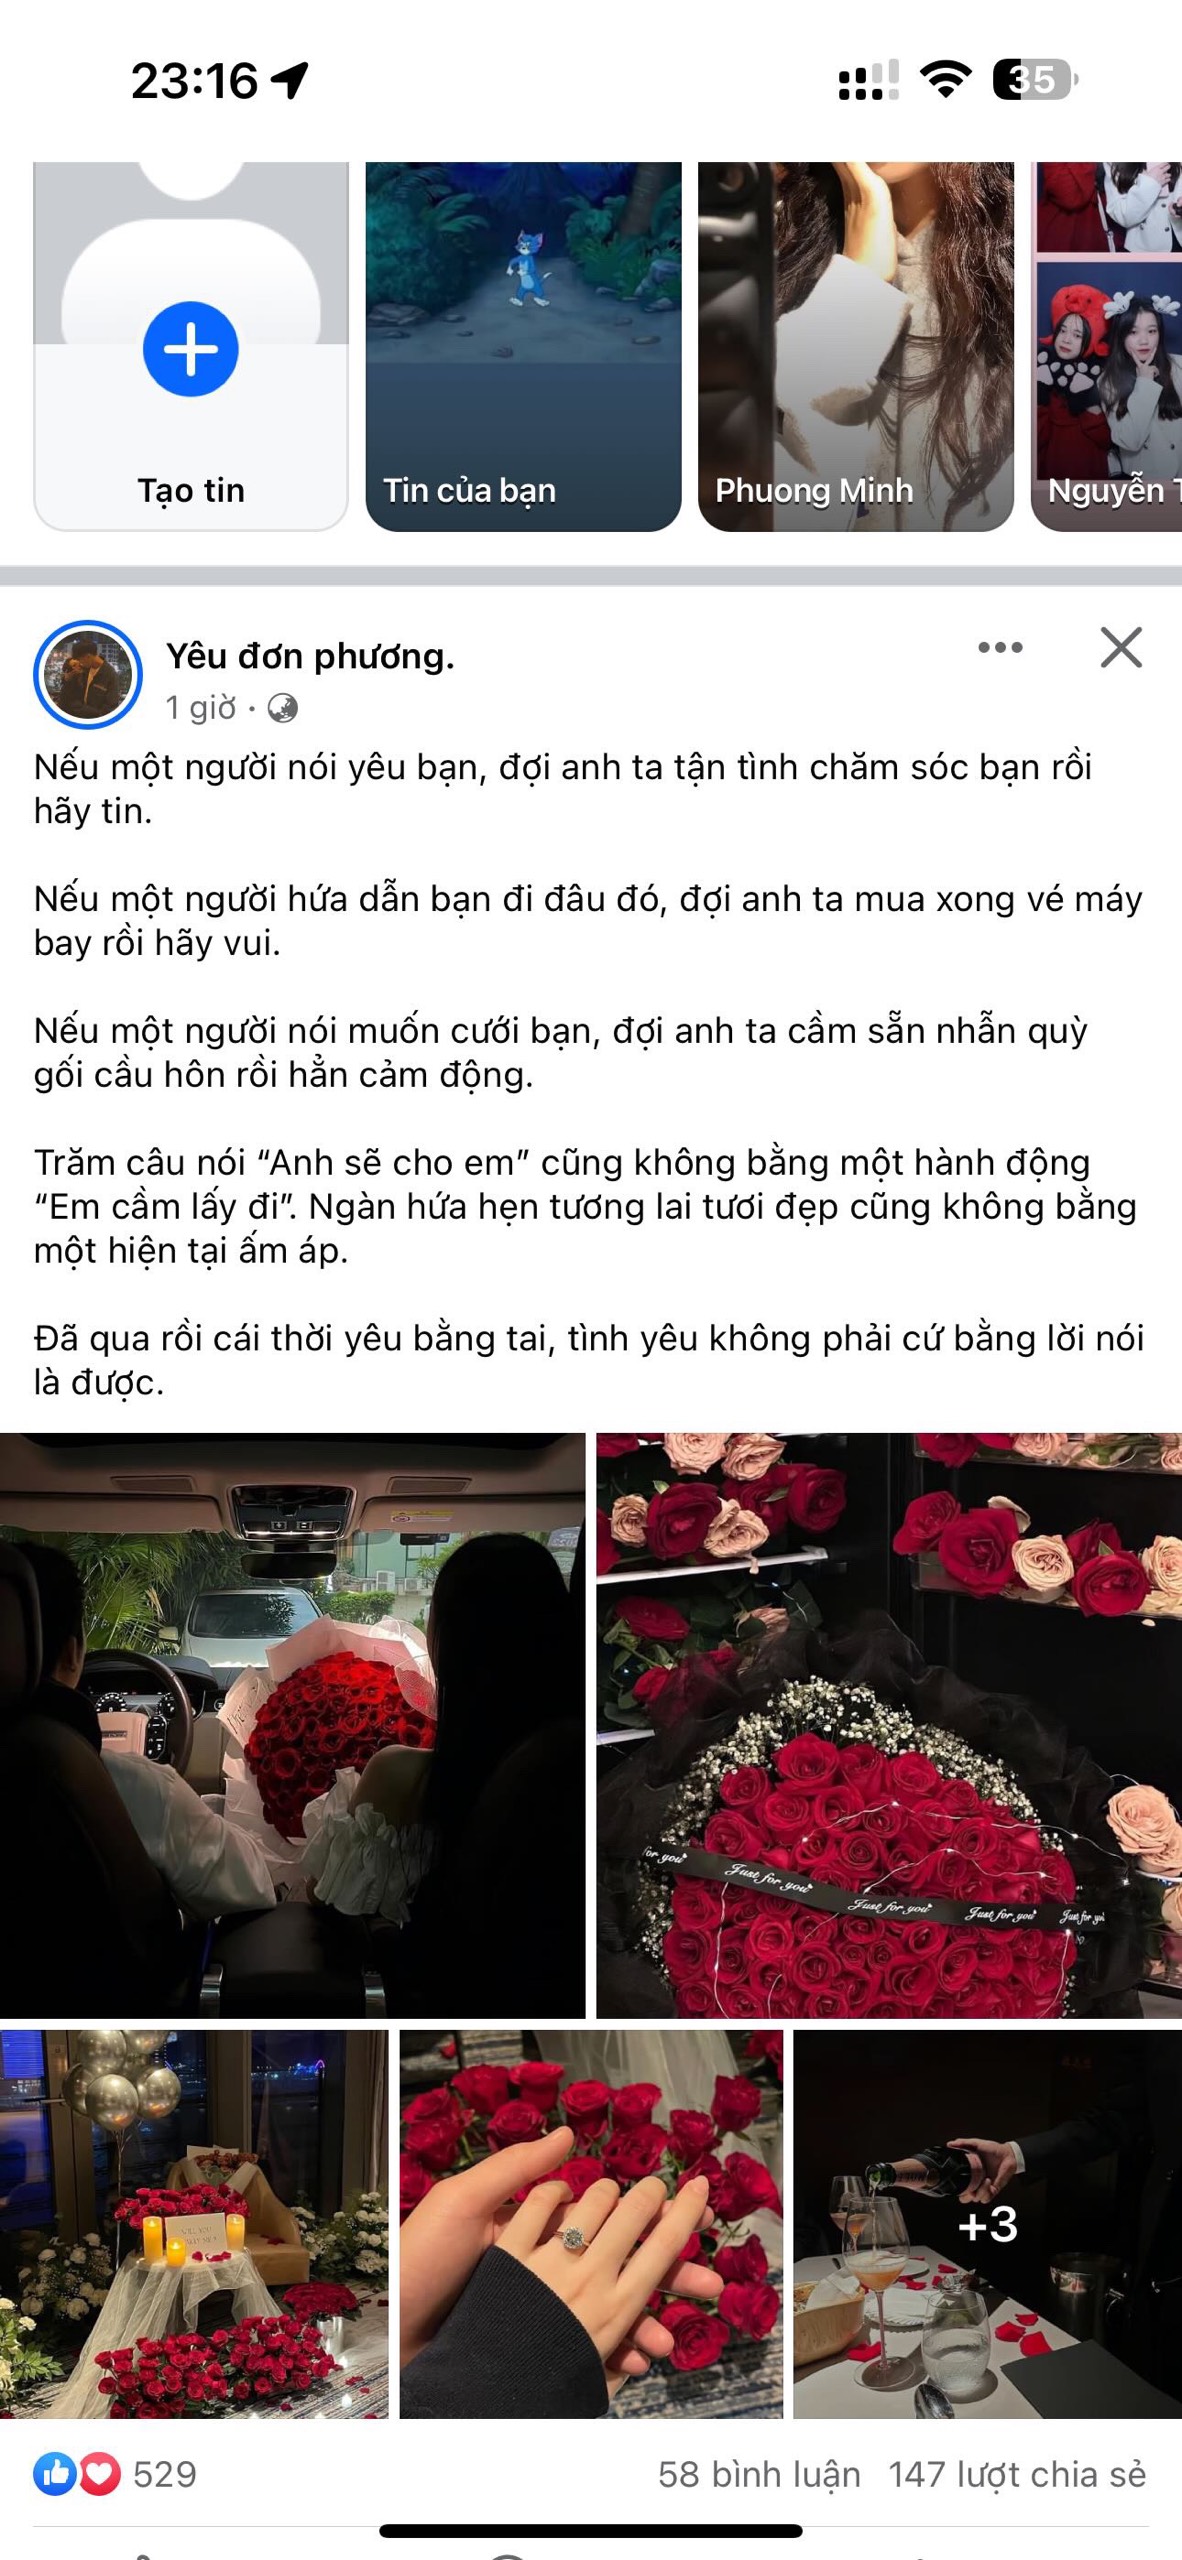 23:16
35
Tạo tin
Tin của bạn
Phuong Minh
Nguyễn T
Yêu đơn phương.
1 giờ ·
Nếu một người nói yêu bạn, đợi anh ta tận tình chăm sóc bạn rồi
hãy tin.
Nếu một người hứa dẫn bạn đi đâu đó, đợi anh ta mua xong vé máy
bay rồi hãy vui.
Nếu một người nói muốn cưới bạn, đợi anh ta cầm sẵn nhẫn quỳ
gối cầu hôn rồi hẳn cảm động.
Trăm câu nói “Anh sẽ cho em” cũng không bằng một hành động
“Em cầm lấy đi”. Ngàn hứa hẹn tương lai tươi đẹp cũng không bằng
một hiện tại ấm áp.
Đã qua rồi cái thời yêu bằng tai, tình yêu không phải cứ bằng lời nói
là được.
for you Just for you Just for you Just for you Just for you
WILL YOU
MARRY ME?
+3
529
58 bình luận 147 lượt chia sẻ